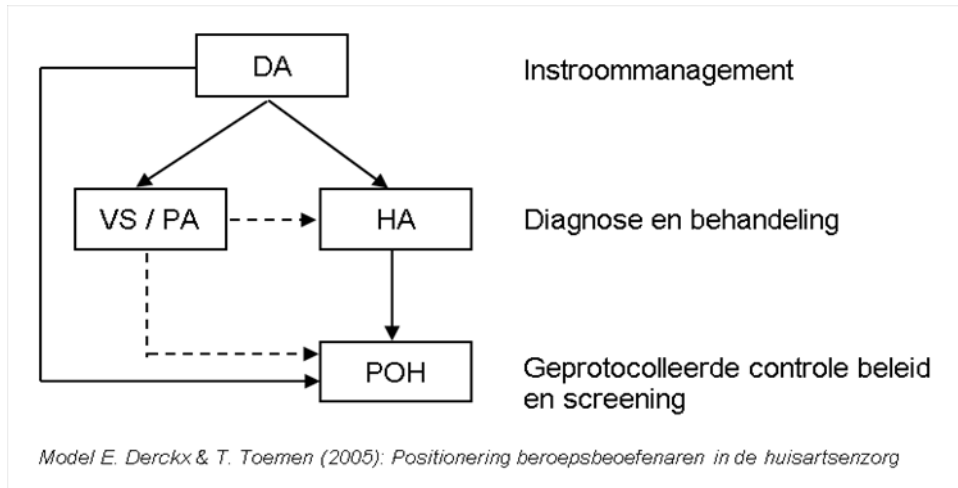 DA
Instroommanagement
VS / PA
HA
Diagnose en behandeling
POH
Geprotocolleerde controle beleid
en screening
Model E. Derckx & T. Toemen (2005): Positionering beroepsbeoefenaren in de huisartsenzorg